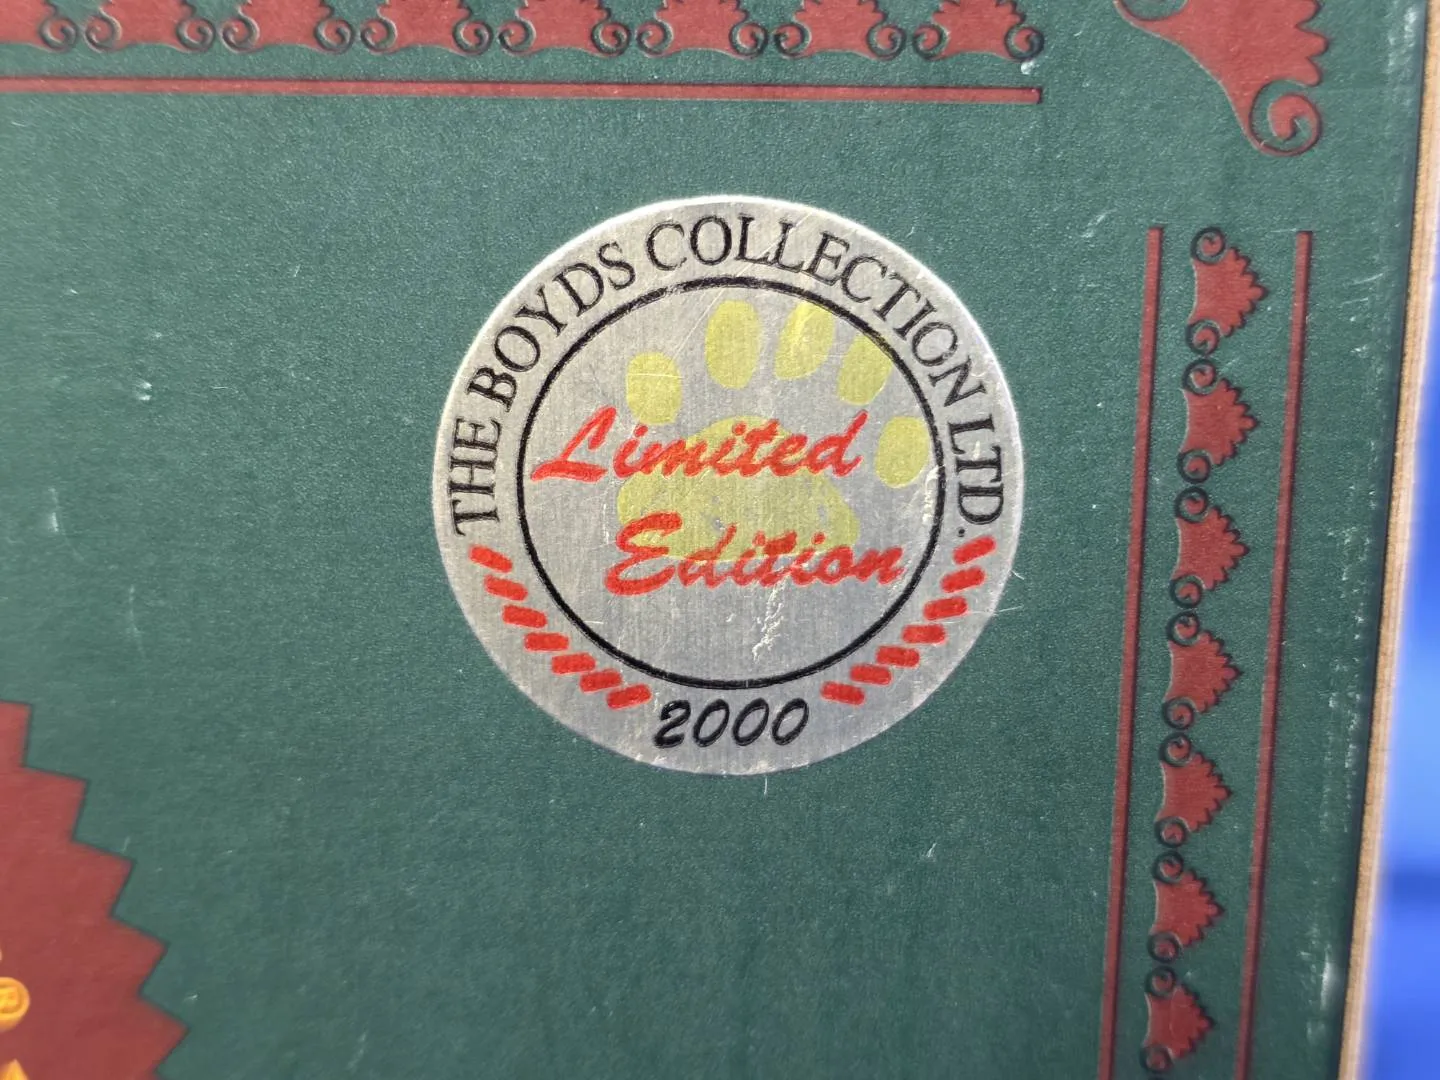 THE BOYDS COLLECTION LTD.
Limited
Edition
2000
®